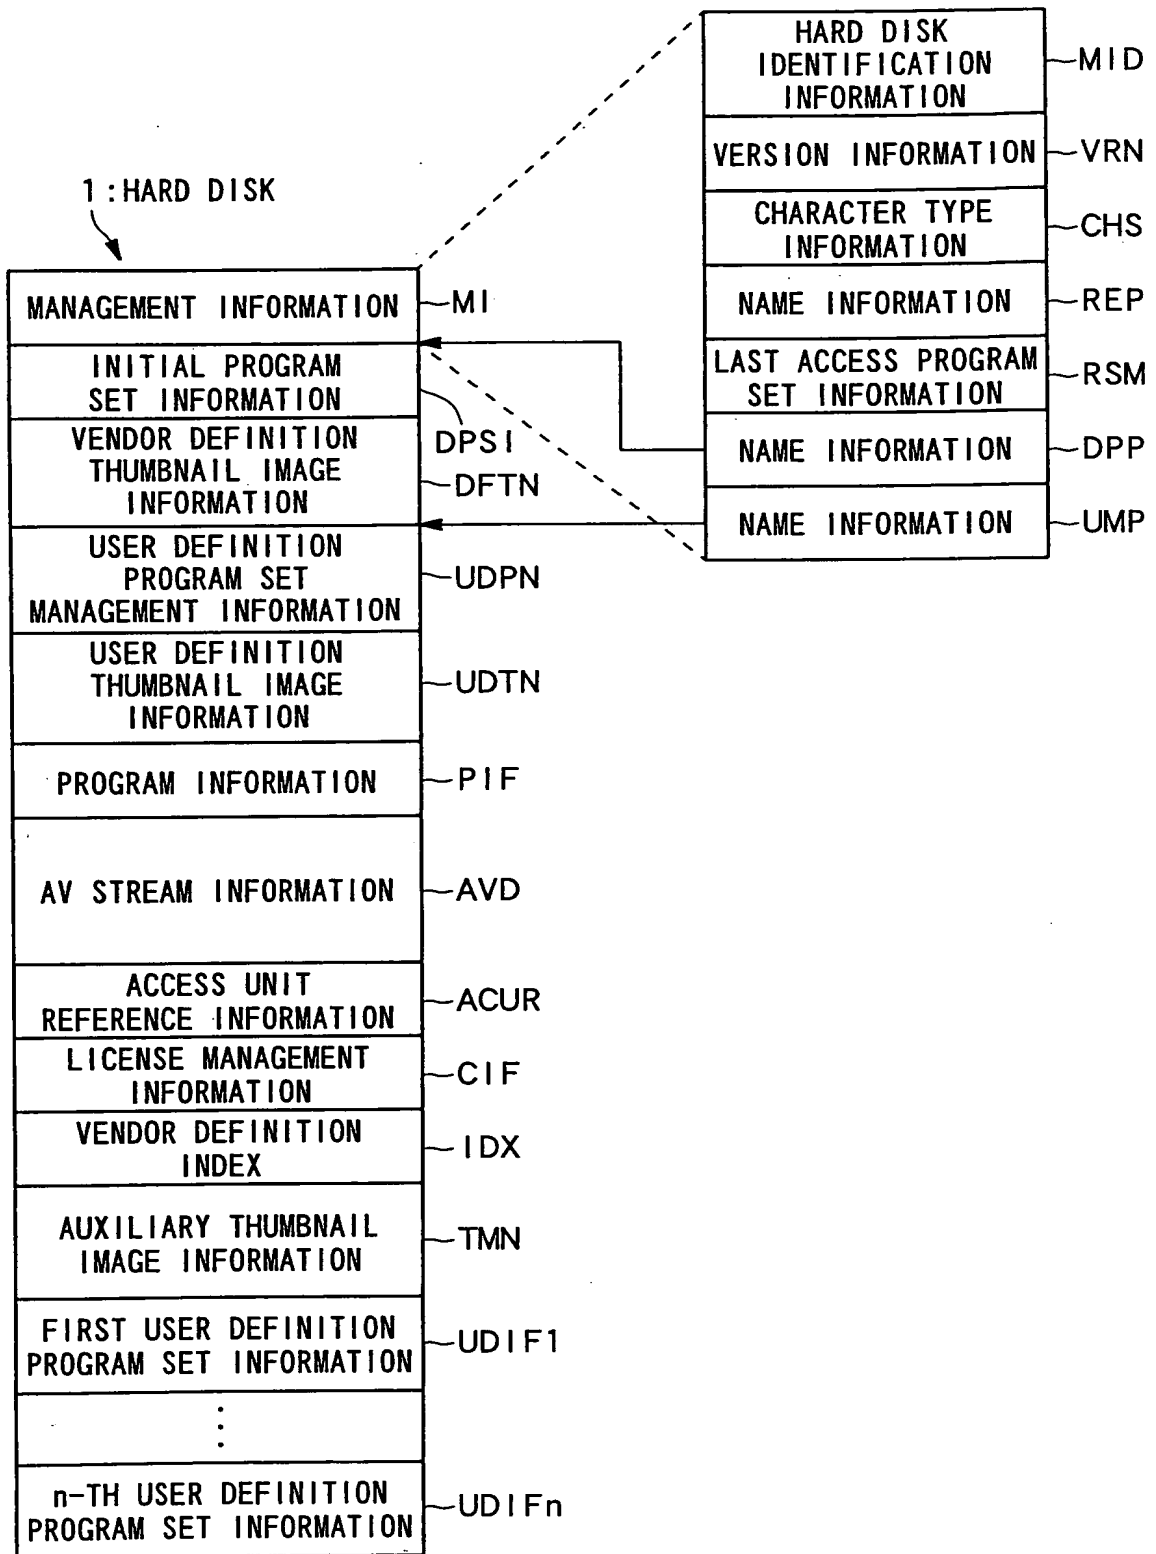 1:HARD DISK
MANAGEMENT INFORMATION
MI
INITIAL PROGRAM
SET INFORMATION
DPSI
VENDOR DEFINITION
THUMBNAIL IMAGE
INFORMATION
DFTN
USER DEFINITION
PROGRAM SET
MANAGEMENT INFORMATION
UDPN
USER DEFINITION
THUMBNAIL IMAGE
INFORMATION
UDTN
PROGRAM INFORMATION
PIF
AV STREAM INFORMATION
AVD
ACCESS UNIT
REFERENCE INFORMATION
ACUR
LICENSE MANAGEMENT
INFORMATION
CIF
VENDOR DEFINITION
INDEX
IDX
AUXILIARY THUMBNAIL
IMAGE INFORMATION
TMN
FIRST USER DEFINITION
PROGRAM SET INFORMATION
UDIF1
n-TH USER DEFINITION
PROGRAM SET INFORMATION
UDIFn
HARD DISK
IDENTIFICATION
INFORMATION
MID
VERSION INFORMATION
VRN
CHARACTER TYPE
INFORMATION
CHS
NAME INFORMATION
REP
LAST ACCESS PROGRAM
SET INFORMATION
RSM
NAME INFORMATION
DPP
NAME INFORMATION
UMP